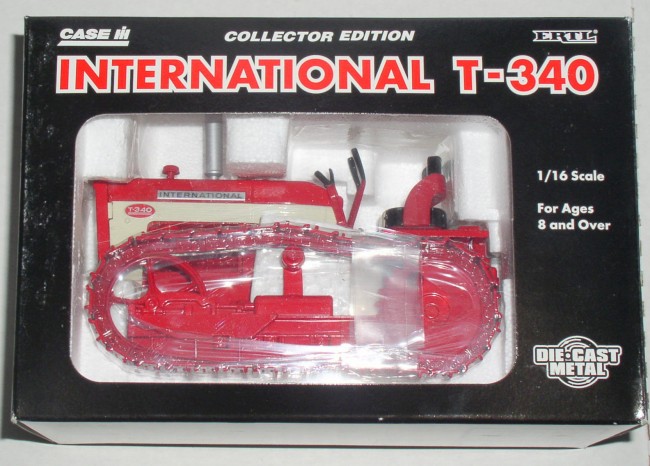 CASE IH
COLLECTOR EDITION
ERTL
INTERNATIONAL T-340
1/16 Scale
For Ages
8 and Over
INTERNATIONAL
T-340
DIE-CAST
METAL